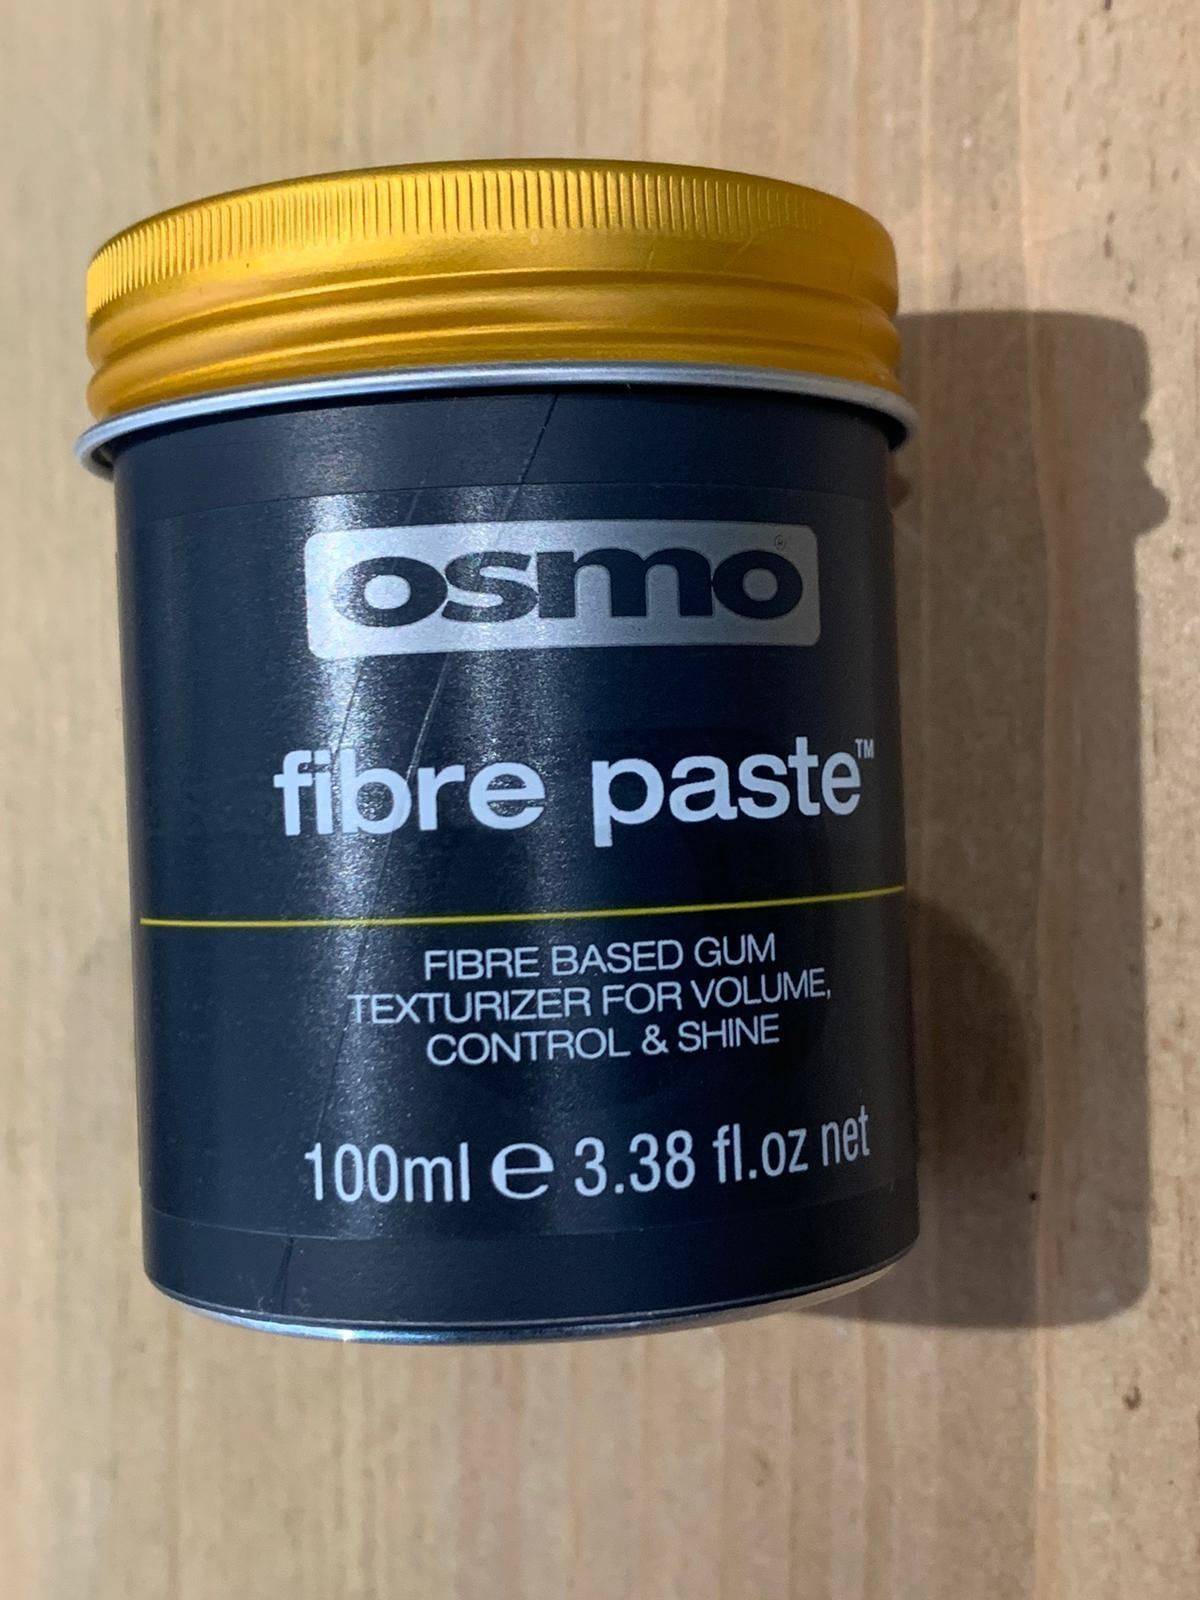 osmo®
fibre paste™
FIBRE BASED GUM
TEXTURIZER FOR VOLUME,
CONTROL & SHINE
100ml ℮ 3.38 fl.oz net